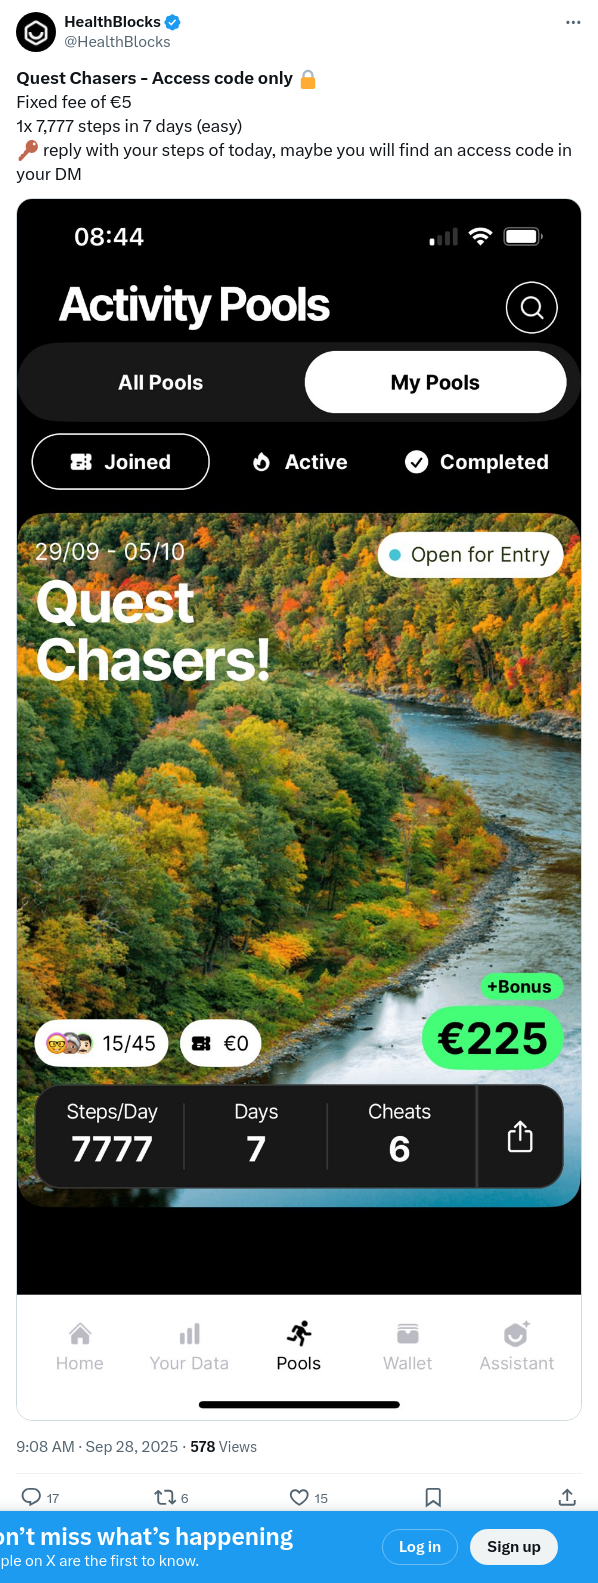 HealthBlocks
@HealthBlocks
Quest Chasers - Access code only 🔒
Fixed fee of €5
1x 7,777 steps in 7 days (easy)
🔑 reply with your steps of today, maybe you will find an access code in
your DM
08:44
Activity Pools
All Pools
My Pools
Joined
Active
Completed
29/09 - 05/10
Open for Entry
Quest
Chasers!
+Bonus
15/45
€0
€225
Steps/Day
Days
Cheats
7777
7
6
Home
Your Data
Pools
Wallet
Assistant
9:08 AM · Sep 28, 2025 · 578 Views
17
6
15
on't miss what's happening
ple on X are the first to know.
Log in
Sign up